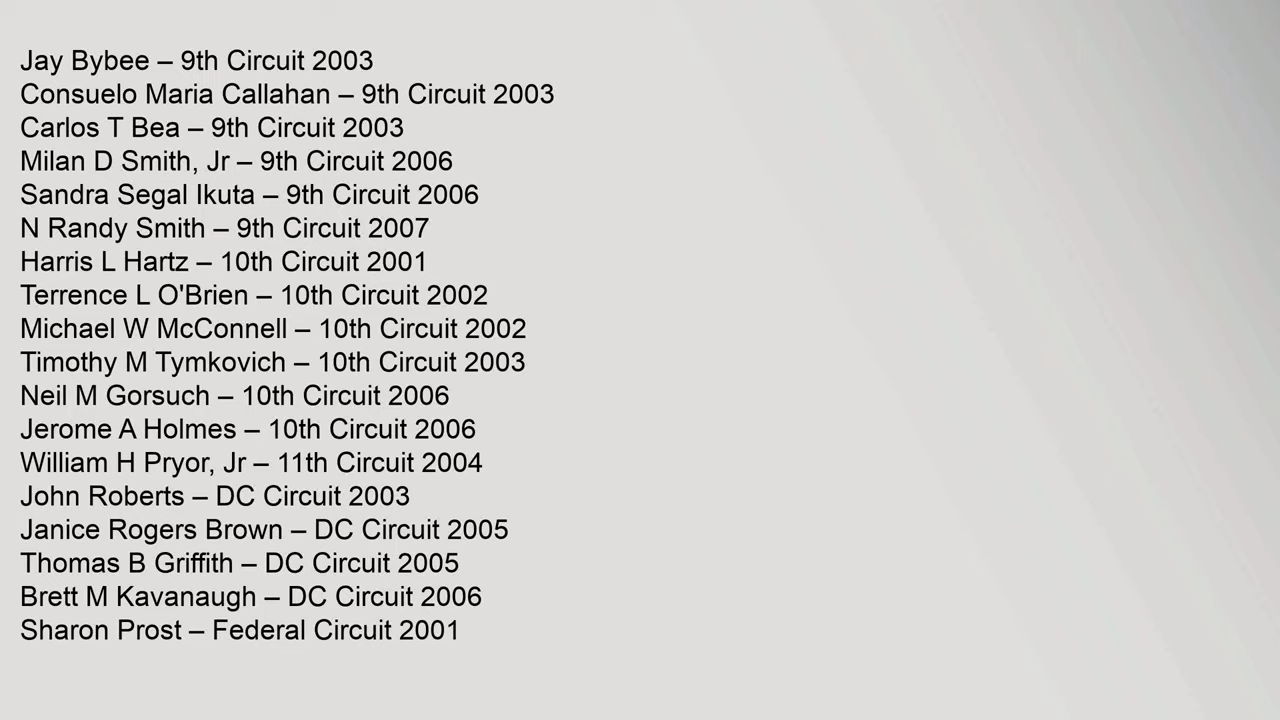 Jay Bybee – 9th Circuit 2003
Consuelo Maria Callahan – 9th Circuit 2003
Carlos T Bea – 9th Circuit 2003
Milan D Smith, Jr – 9th Circuit 2006
Sandra Segal Ikuta – 9th Circuit 2006
N Randy Smith – 9th Circuit 2007
Harris L Hartz – 10th Circuit 2001
Terrence L O'Brien – 10th Circuit 2002
Michael W McConnell – 10th Circuit 2002
Timothy M Tymkovich – 10th Circuit 2003
Neil M Gorsuch – 10th Circuit 2006
Jerome A Holmes – 10th Circuit 2006
William H Pryor, Jr – 11th Circuit 2004
John Roberts – DC Circuit 2003
Janice Rogers Brown – DC Circuit 2005
Thomas B Griffith – DC Circuit 2005
Brett M Kavanaugh – DC Circuit 2006
Sharon Prost – Federal Circuit 2001